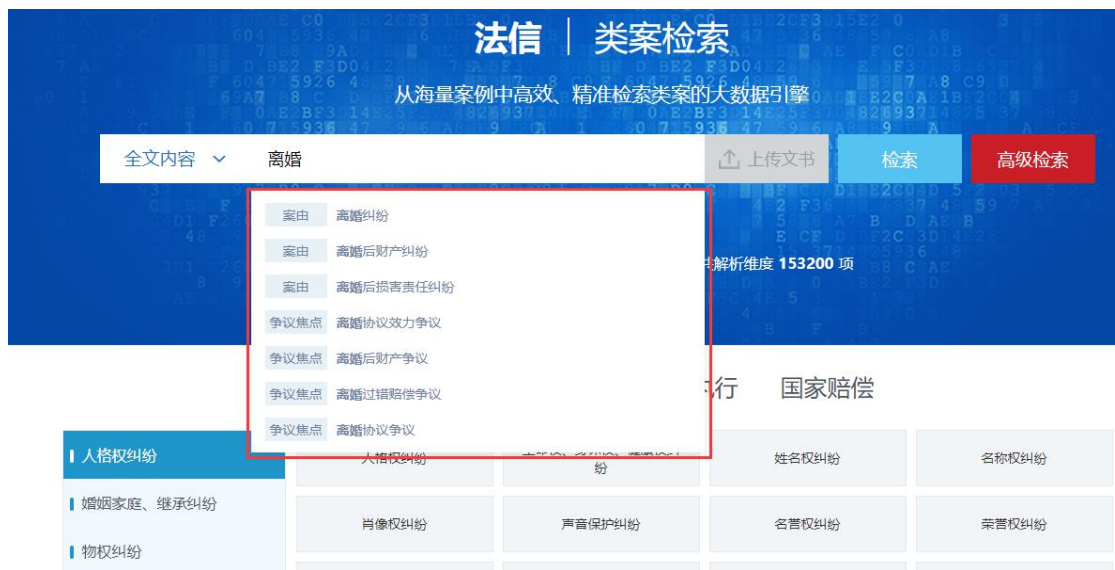 法信 | 类案检索
从海量案例中高效、精准检索类案的大数据引擎
全文内容 离婚 上传文书 检索 高级检索
案由 离婚纠纷
案由 离婚后财产纠纷
案由 离婚后损害责任纠纷
解析维度 153200 项
争议焦点 离婚协议效力争议
争议焦点 离婚后财产争议
争议焦点 离婚过错赔偿争议
争议焦点 离婚协议争议
行 国家赔偿
人格权纠纷
婚姻家庭、继承纠纷
物权纠纷
人格权纠纷
纷
姓名权纠纷
名称权纠纷
肖像权纠纷
声音保护纠纷
名誉权纠纷
荣誉权纠纷